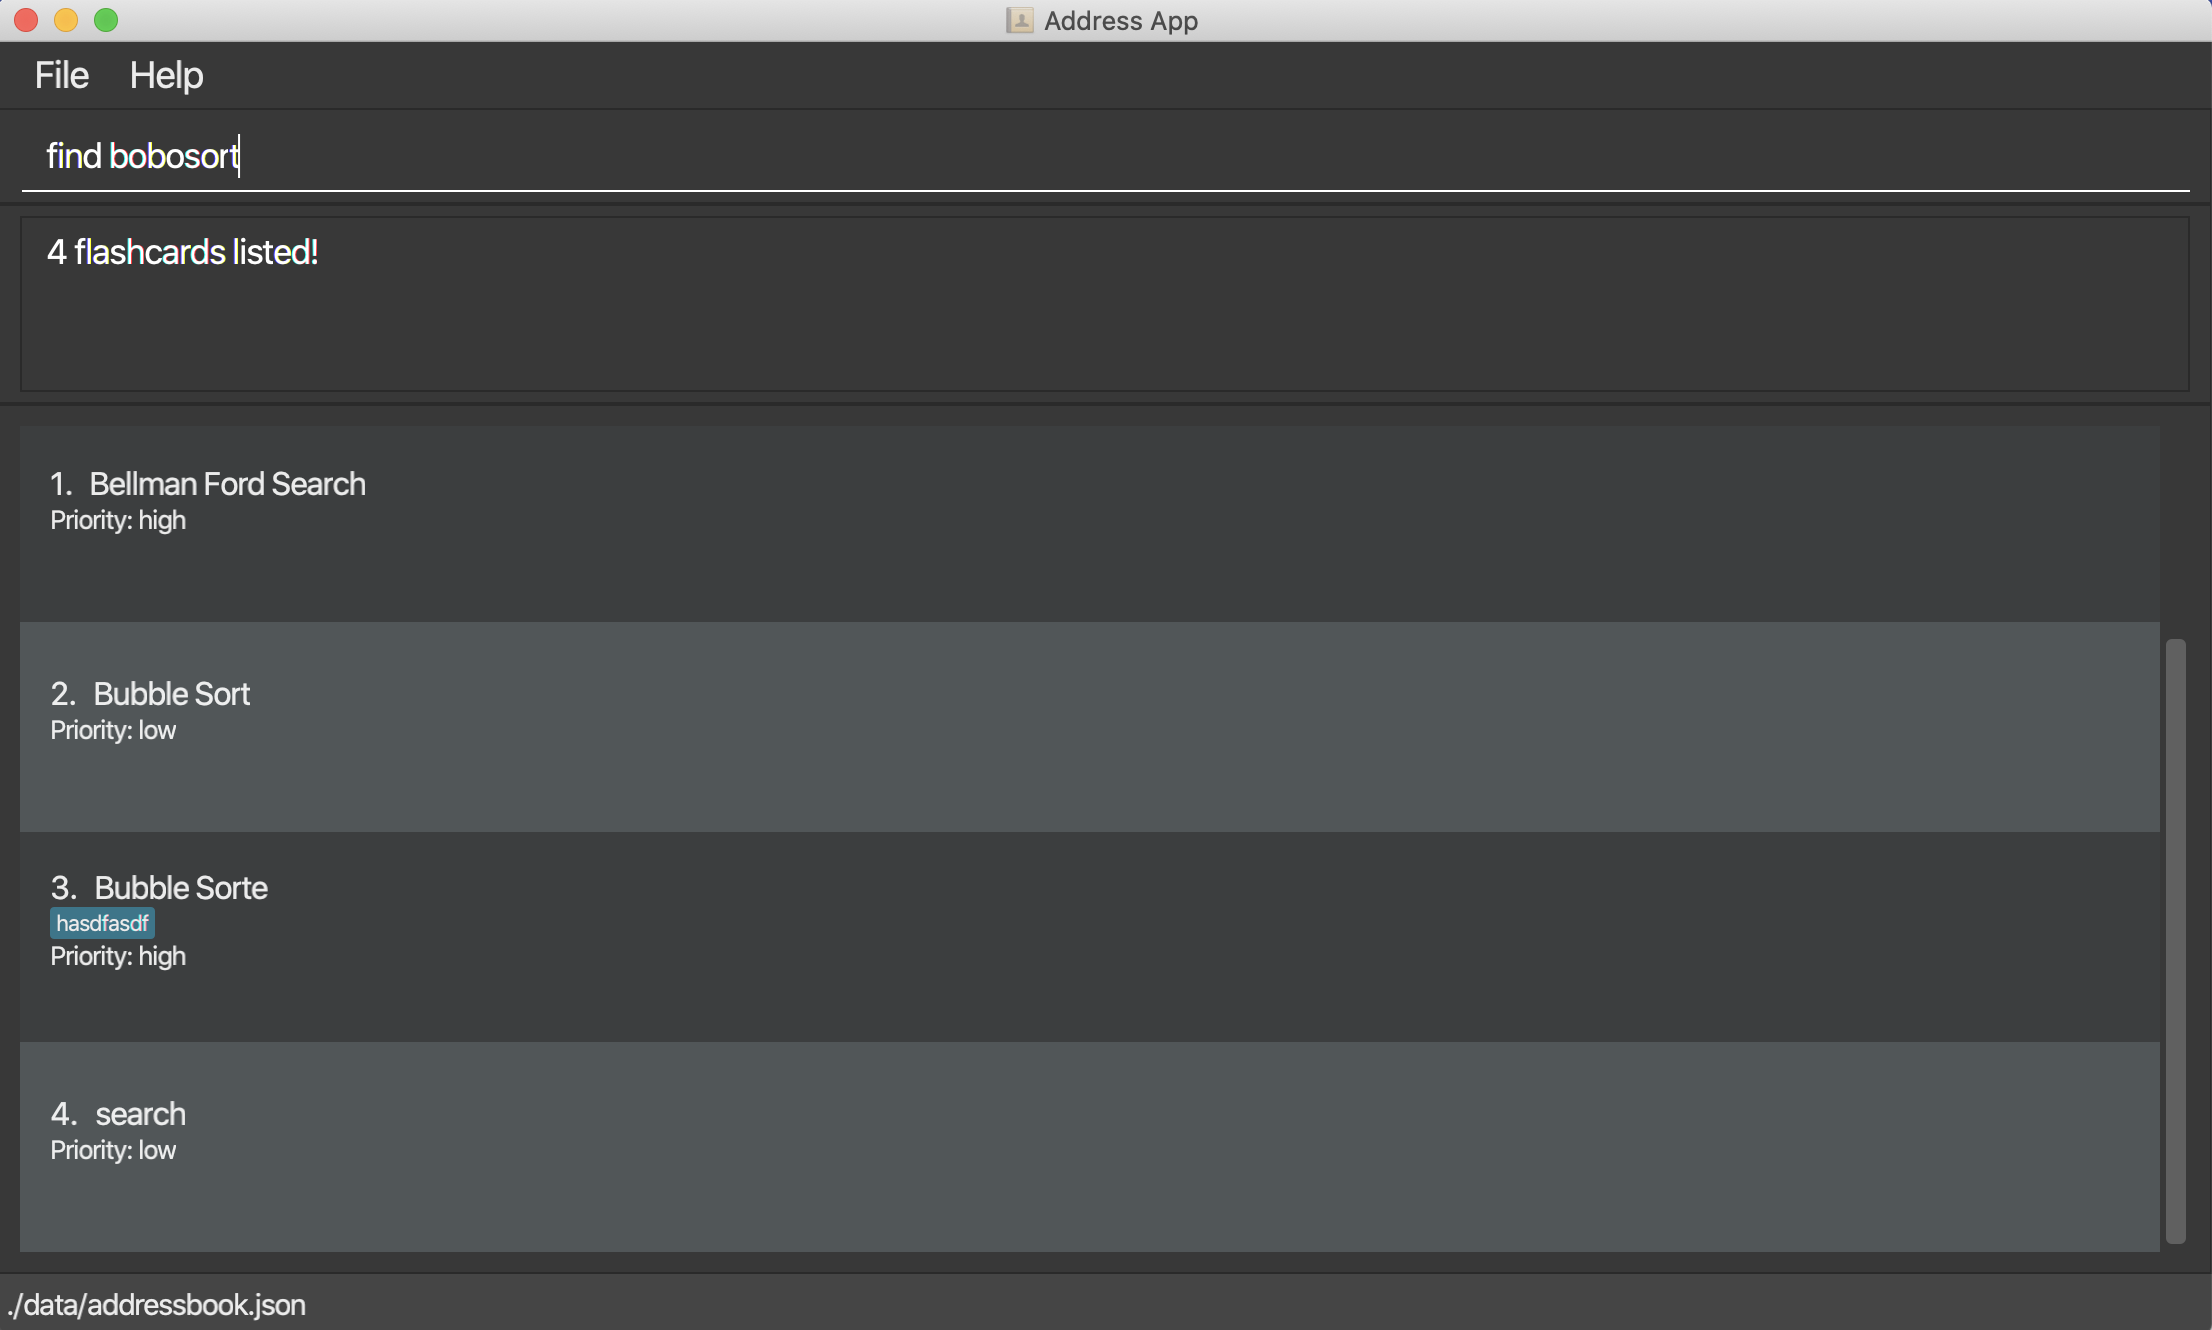 Address App
File Help
find bobosort
4 flashcards listed!
1. Bellman Ford Search
Priority: high
2. Bubble Sort
Priority: low
3. Bubble Sorte
hasdfasdf
Priority: high
4. search
Priority: low
./data/addressbook.json